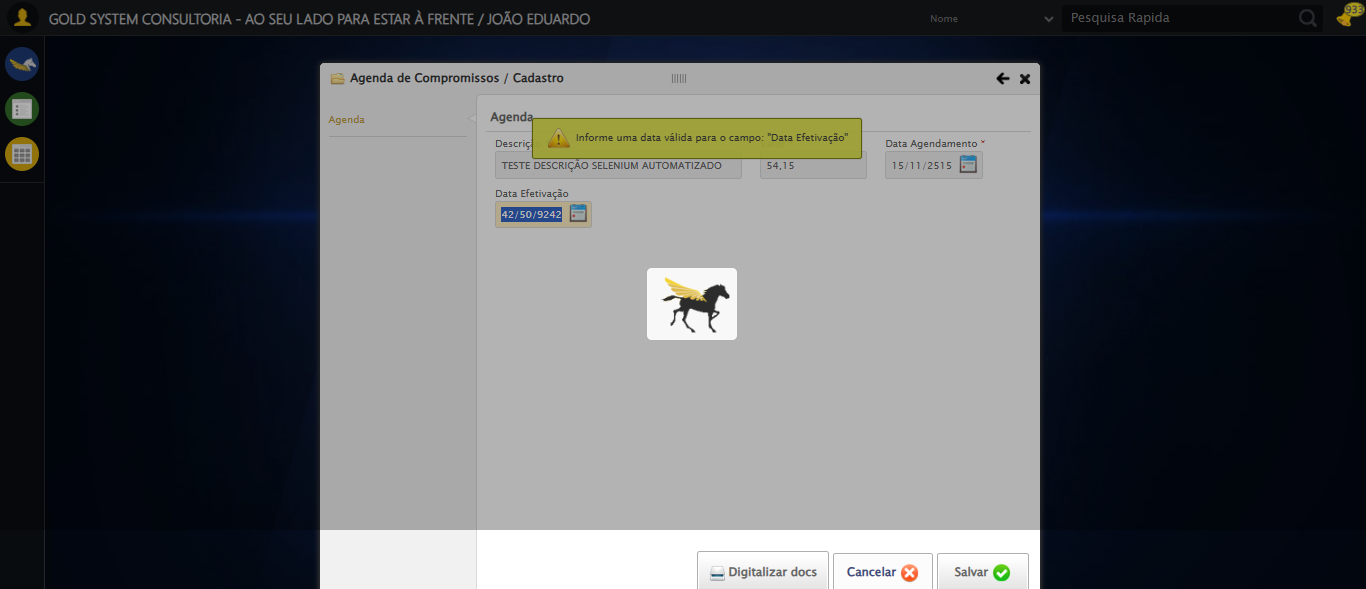 GOLD SYSTEM CONSULTORIA - AO SEU LADO PARA ESTAR À FRENTE / JOÃO EDUARDO
Nome
Pesquisa Rapida
933
Agenda de Compromissos / Cadastro
Agenda
Agenda
Informe uma data válida para o campo: "Data Efetivação"
Data Agendamento *
TESTE DESCRIÇÃO SELENIUM AUTOMATIZADO
54,15
15/11/2515
Data Efetivação
42/50/9242
Digitalizar docs
Cancelar
Salvar